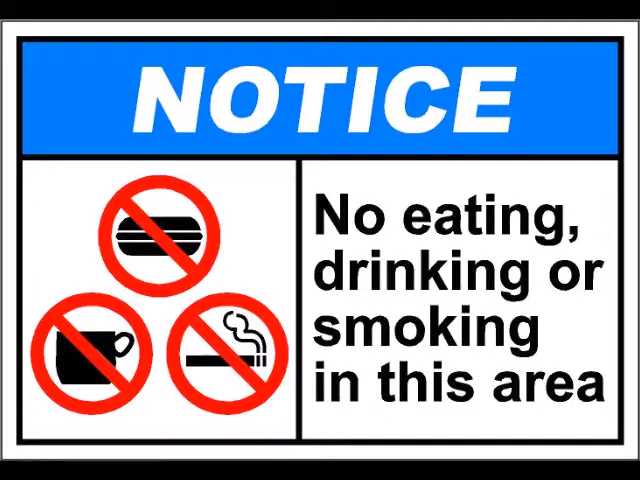 NOTICE
No eating,
drinking or
smoking
in this area